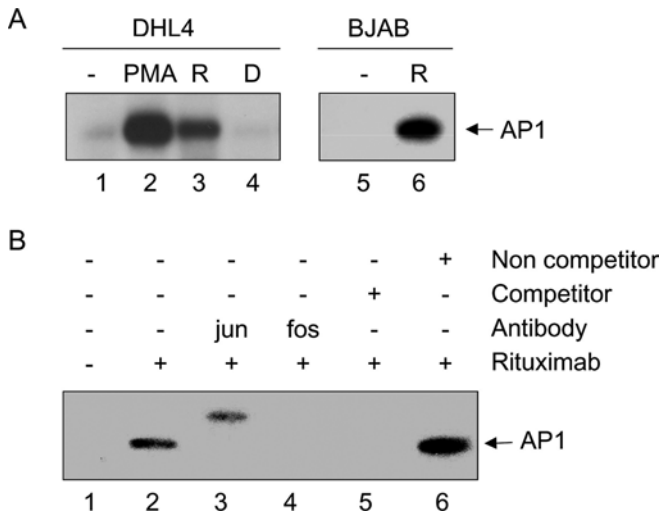 A
DHL4 BJAB
- PMA R D - R
AP1
1 2 3 4 5 6
B
- - - - - + Non competitor
- - - - + - Competitor
- - jun fos - - Antibody
- + + + + + Rituximab
AP1
1 2 3 4 5 6